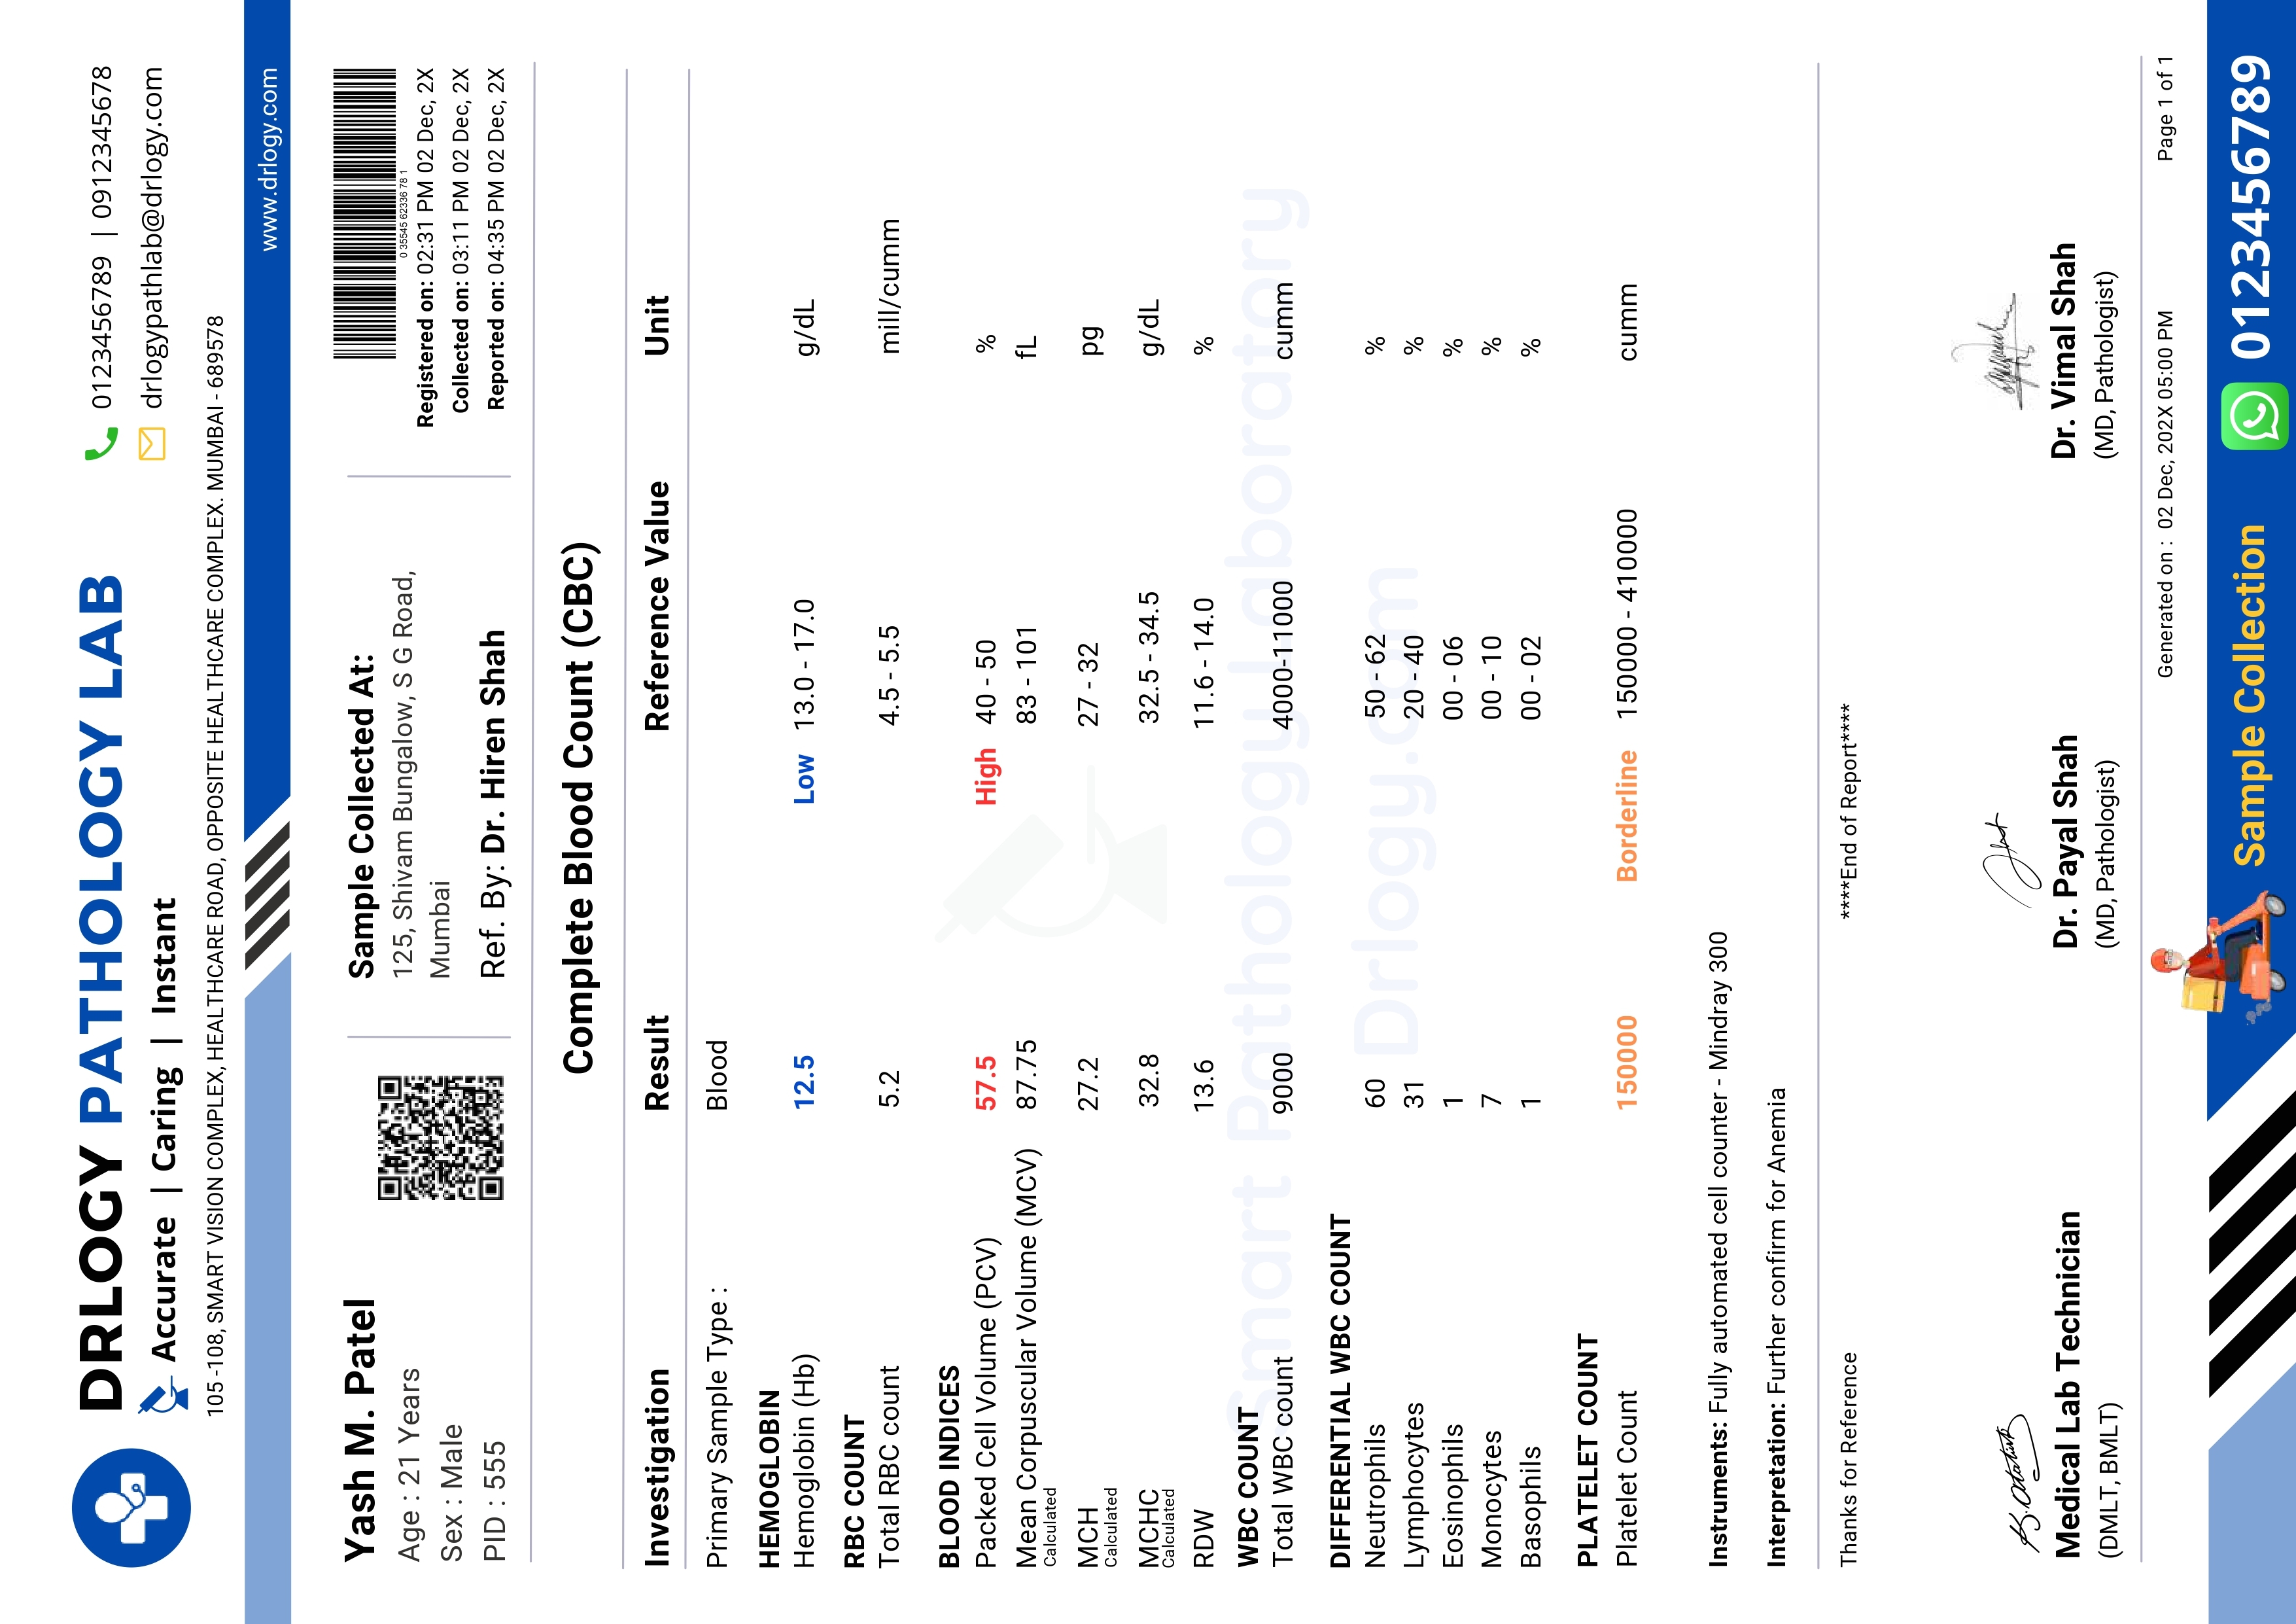 DRLOGY PATHOLOGY LAB
Accurate | Caring | Instant
0123456789 | 0912345678
drlogypathlab@drlogy.com
105 -108, SMART VISION COMPLEX, HEALTHCARE ROAD, OPPOSITE HEALTHCARE COMPLEX. MUMBAI - 689578
www.drlogy.com
Yash M. Patel
Age : 21 Years
Sex : Male
PID : 555
Sample Collected At:
125, Shivam Bungalow, S G Road,
Mumbai
Ref. By: Dr. Hiren Shah
0 35545 62336 78 1
Registered on: 02:31 PM 02 Dec, 2X
Collected on: 03:11 PM 02 Dec, 2X
Reported on: 04:35 PM 02 Dec, 2X
Complete Blood Count (CBC)
Investigation Result Reference Value Unit
Primary Sample Type : Blood
HEMOGLOBIN
Hemoglobin (Hb) 12.5 Low 13.0 - 17.0 g/dL
RBC COUNT
Total RBC count 5.2 4.5 - 5.5 mill/cumm
BLOOD INDICES
Packed Cell Volume (PCV) 57.5 High 40 - 50 %
Mean Corpuscular Volume (MCV) 87.75 83 - 101 fL
Calculated
MCH 27.2 27 - 32 pg
Calculated
MCHC 32.8 32.5 - 34.5 g/dL
Calculated
RDW 13.6 11.6 - 14.0 %
WBC COUNT
Total WBC count 9000 4000-11000 cumm
DIFFERENTIAL WBC COUNT
Neutrophils 60 50 - 62 %
Lymphocytes 31 20 - 40 %
Eosinophils 1 00 - 06 %
Monocytes 7 00 - 10 %
Basophils 1 00 - 02 %
PLATELET COUNT
Platelet Count 150000 Borderline 150000 - 410000 cumm
Smart Pathology Laboratory
Drlogy.com
Instruments: Fully automated cell counter - Mindray 300
Interpretation: Further confirm for Anemia
Thanks for Reference ****End of Report****
Medical Lab Technician
(DMLT, BMLT)
Dr. Payal Shah
(MD, Pathologist)
Dr. Vimal Shah
(MD, Pathologist)
Generated on : 02 Dec, 202X 05:00 PM Page 1 of 1
Sample Collection 0123456789